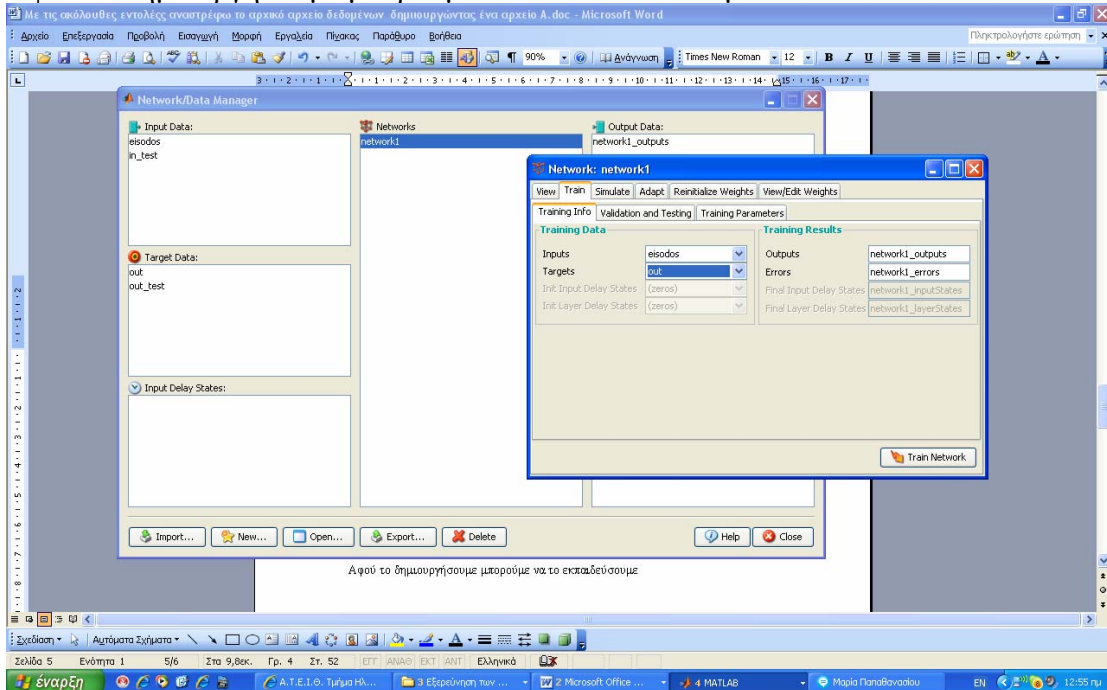 Με τις ακόλουθες εντολές αναστρέφω το αρχικό αρχείο δεδομένων δημιουργώντας ένα αρχείο A.doc - Microsoft Word
Αρχείο Επεξεργασία Προβολή Εισαγωγή Μορφή Εργαλεία Πίνακας Παράθυρο Βοήθεια
Πληκτρολογήστε ερώτηση
90% Ανάγνωση Times New Roman 12 B I U
Network/Data Manager
Input Data:
eisodos
in_test
Networks
network1
Output Data:
network1_outputs
Target Data:
out
out_test
Input Delay States:
Network: network1
View Train Simulate Adapt Reinitialize Weights View/Edit Weights
Training Info Validation and Testing Training Parameters
Training Data
Training Results
Inputs eisodos Outputs network1_outputs
Targets out Errors network1_errors
Init Input Delay States (zeros) Final Input Delay States network1_inputStates
Init Layer Delay States (zeros) Final Layer Delay States network1_layerStates
Train Network
Import... New... Open... Export... Delete Help Close
Αφού το δημιουργήσουμε μπορούμε να το εκπαιδεύσουμε
Σχεδίαση Αυτόματα Σχήματα
Σελίδα 5 Ενότητα 1 5/6 Στα 9,8εκ. Γρ. 4 Στ. 52 ΕΓΓ ΑΝΑΘ ΕΚΤ ΑΝΤ Ελληνικά
έναρξη Α.Τ.Ε.Ι.Θ. Τμήμα Ηλ... 3 Εξερεύνηση των ... 2 Microsoft Office ... 4 MATLAB Μαρία Παπαθανασίου EN 12:55 πμ